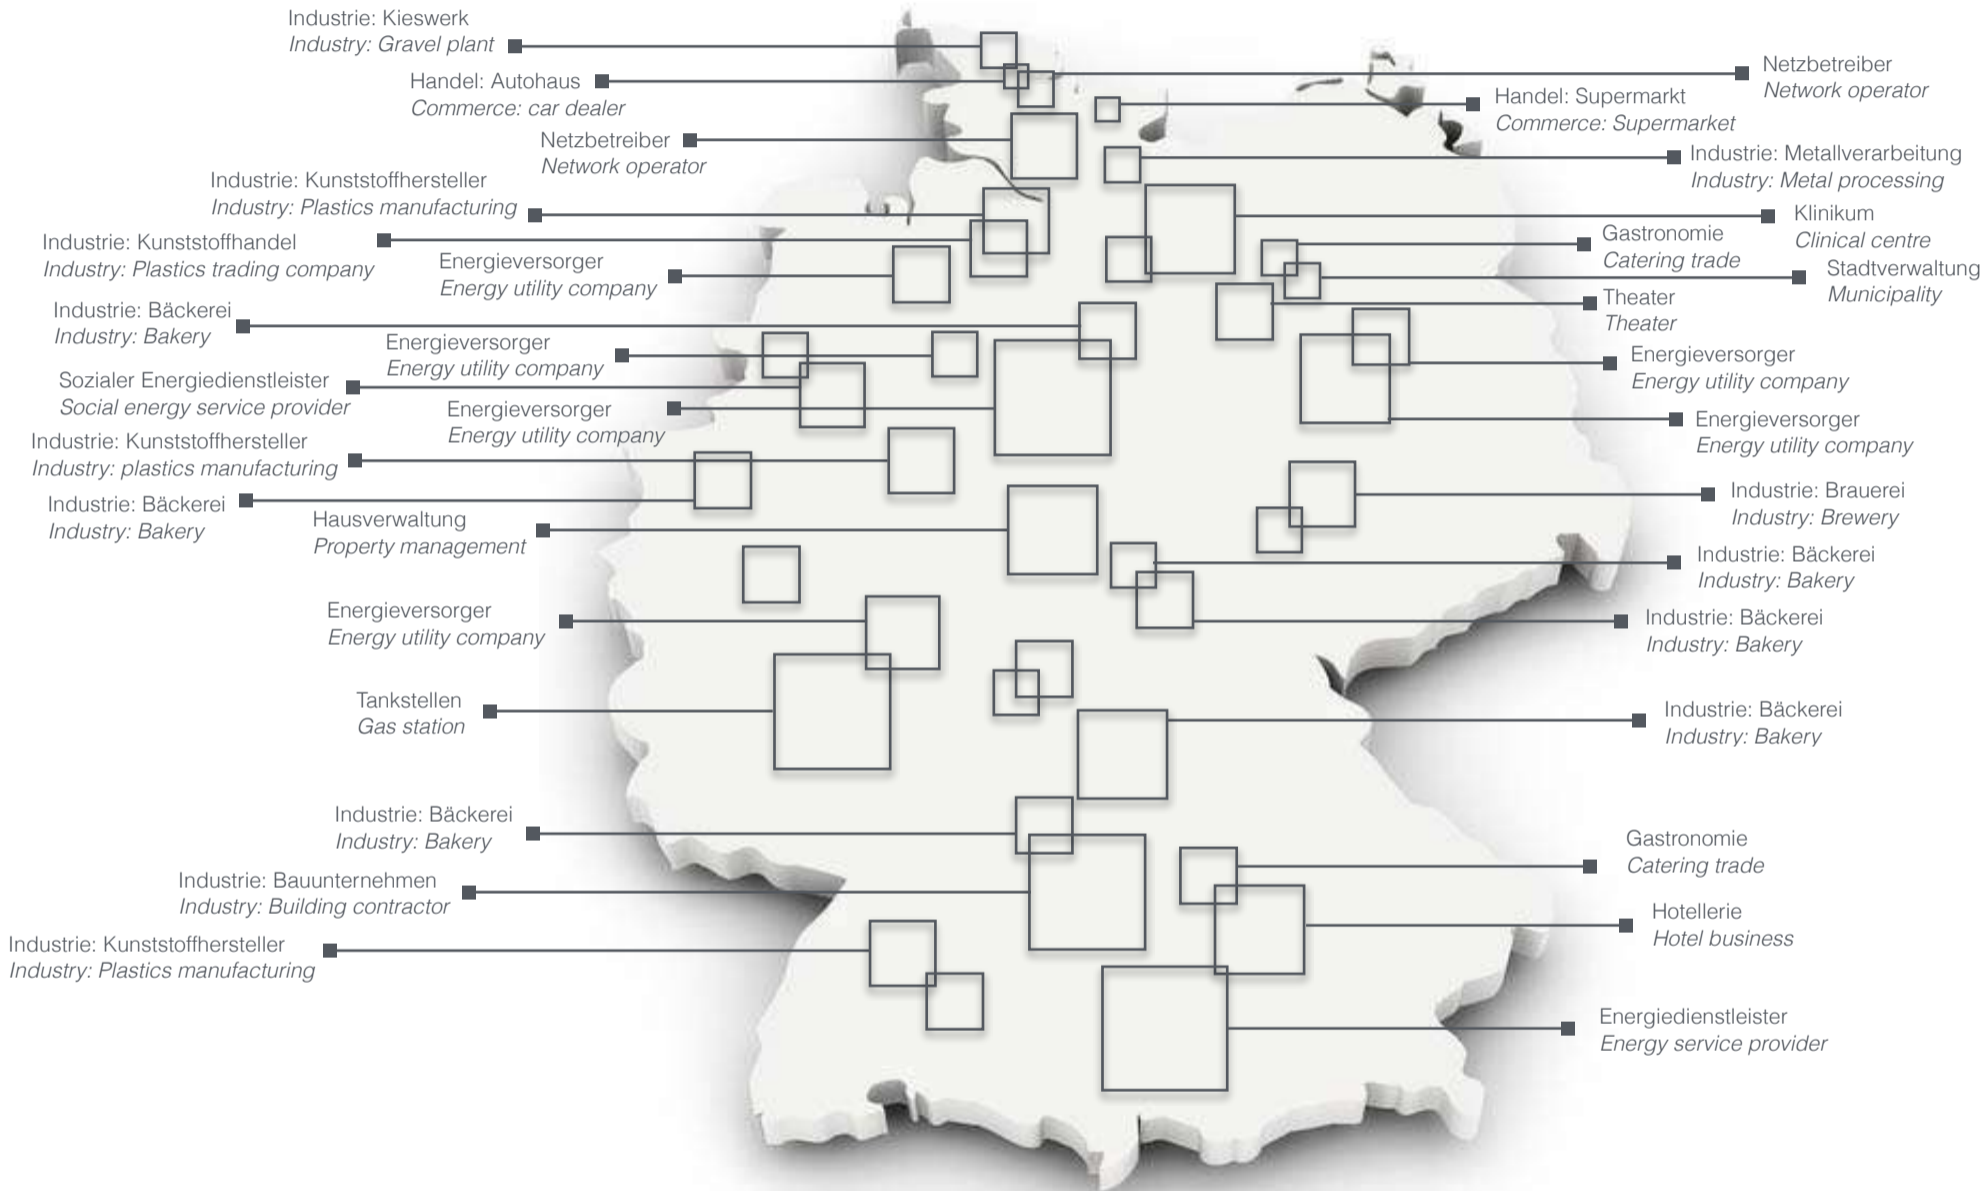 Industrie: Kieswerk
Industry: Gravel plant
Handel: Autohaus
Commerce: car dealer
Netzbetreiber
Network operator
Industrie: Kunststoffhersteller
Industry: Plastics manufacturing
Industrie: Kunststoffhandel
Industry: Plastics trading company
Energieversorger
Energy utility company
Industrie: Bäckerei
Industry: Bakery
Energieversorger
Energy utility company
Sozialer Energiedienstleister
Social energy service provider
Energieversorger
Energy utility company
Industrie: Kunststoffhersteller
Industry: plastics manufacturing
Industrie: Bäckerei
Industry: Bakery
Hausverwaltung
Property management
Energieversorger
Energy utility company
Tankstellen
Gas station
Industrie: Bäckerei
Industry: Bakery
Industrie: Bauunternehmen
Industry: Building contractor
Industrie: Kunststoffhersteller
Industry: Plastics manufacturing
Netzbetreiber
Network operator
Handel: Supermarkt
Commerce: Supermarket
Industrie: Metallverarbeitung
Industry: Metal processing
Klinikum
Clinical centre
Gastronomie
Catering trade
Stadtverwaltung
Municipality
Theater
Theater
Energieversorger
Energy utility company
Energieversorger
Energy utility company
Industrie: Brauerei
Industry: Brewery
Industrie: Bäckerei
Industry: Bakery
Industrie: Bäckerei
Industry: Bakery
Industrie: Bäckerei
Industry: Bakery
Gastronomie
Catering trade
Hotellerie
Hotel business
Energiedienstleister
Energy service provider